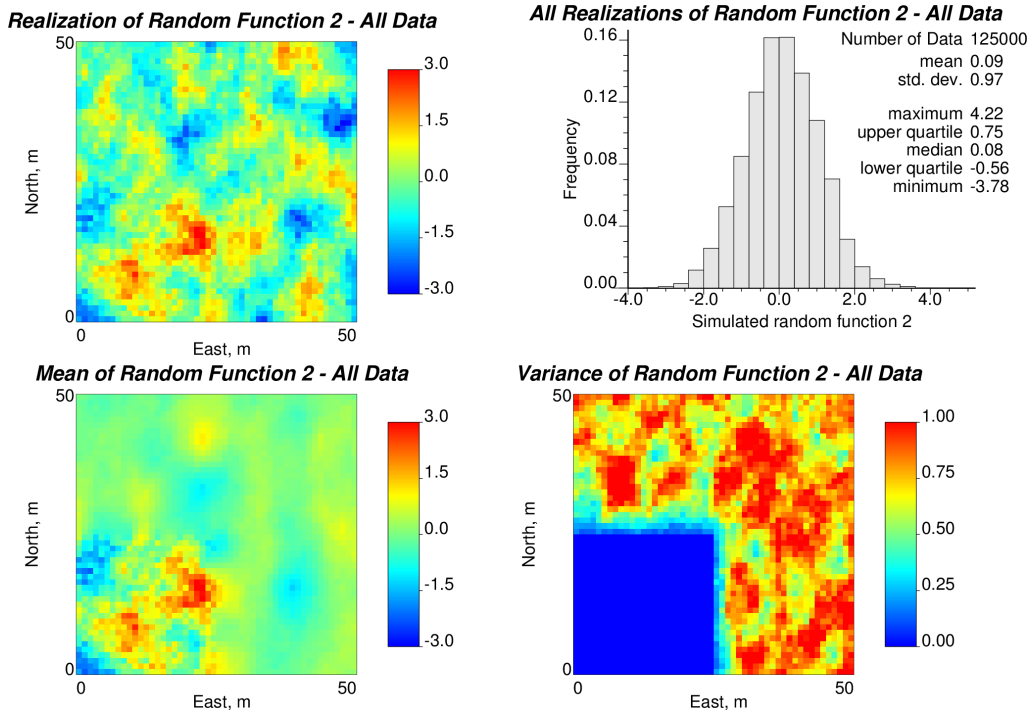 Realization of Random Function 2 - All Data
50
North, m
0
0
50
East, m
3.0
1.5
0.0
-1.5
-3.0
All Realizations of Random Function 2 - All Data
Number of Data 125000
mean 0.09
std. dev. 0.97
maximum 4.22
upper quartile 0.75
median 0.08
lower quartile -0.56
minimum -3.78
Frequency
0.16
0.12
0.08
0.04
0.00
-4.0
-2.0
0.0
2.0
4.0
Simulated random function 2
Mean of Random Function 2 - All Data
50
North, m
0
0
50
East, m
3.0
1.5
0.0
-1.5
-3.0
Variance of Random Function 2 - All Data
50
North, m
0
0
50
East, m
1.00
0.75
0.50
0.25
0.00